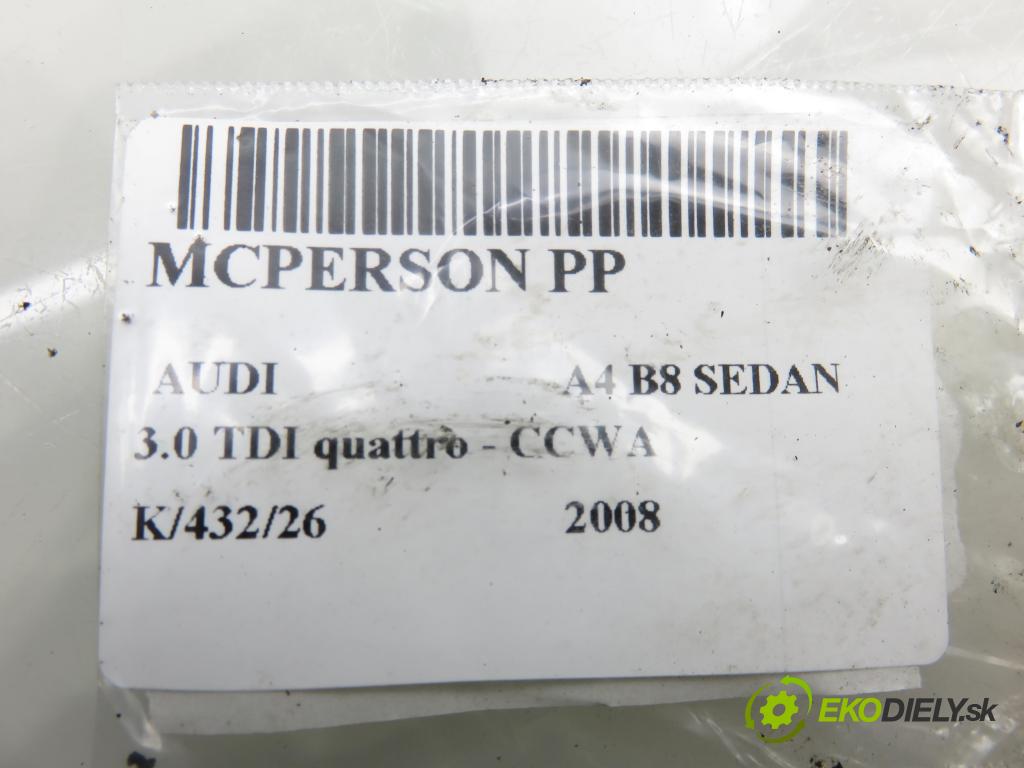 MCPERSON PP
AUDI A4 B8 SEDAN
3.0 TDI quattro - CCWA
K/432/26 2008
EKODIELY.sk